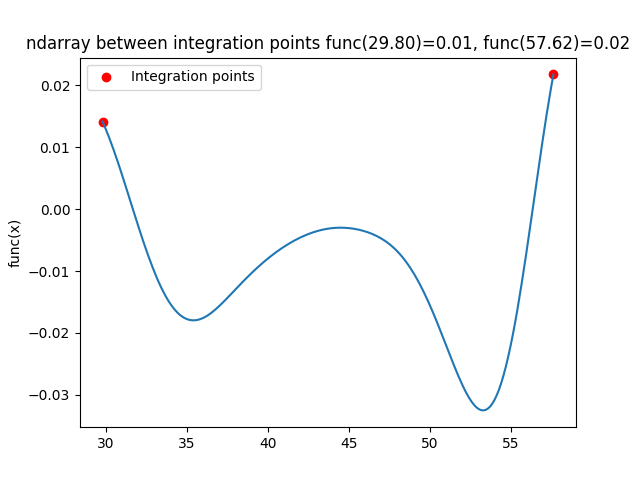 ndarray between integration points func(29.80)=0.01, func(57.62)=0.02
Integration points
func(x)
0.02
0.01
0.00
−0.01
−0.02
−0.03
30 35 40 45 50 55